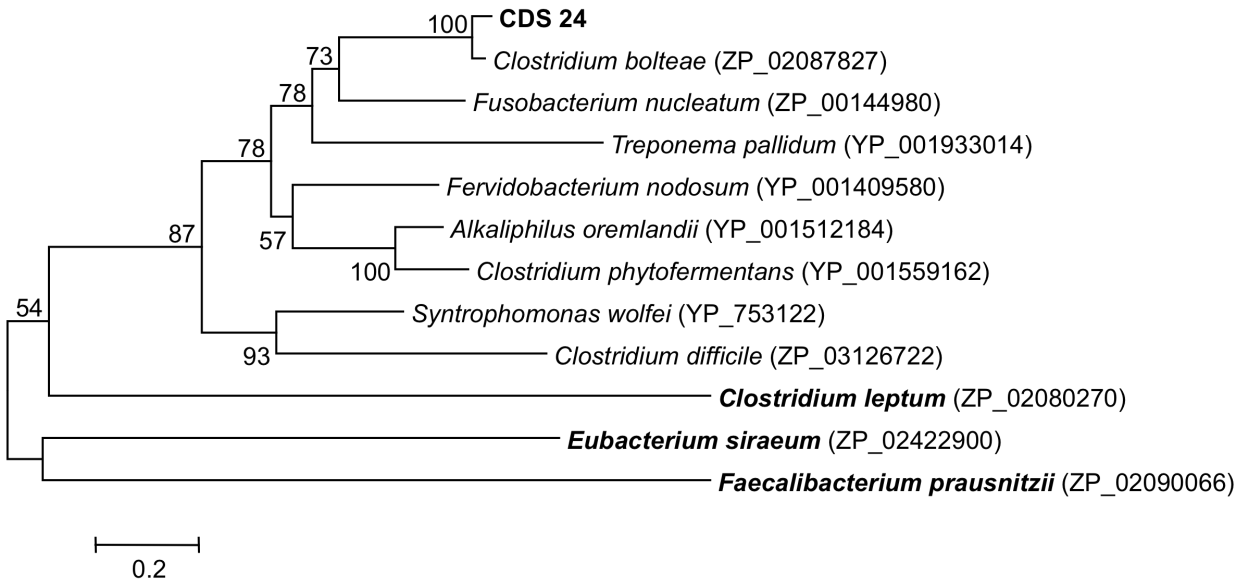 100 CDS 24
Clostridium bolteae (ZP_02087827)
73
Fusobacterium nucleatum (ZP_00144980)
78
Treponema pallidum (YP_001933014)
78
Fervidobacterium nodosum (YP_001409580)
Alkaliphilus oremlandii (YP_001512184)
87
57
Clostridium phytofermentans (YP_001559162)
100
54
Syntrophomonas wolfei (YP_753122)
93
Clostridium difficile (ZP_03126722)
Clostridium leptum (ZP_02080270)
Eubacterium siraeum (ZP_02422900)
Faecalibacterium prausnitzii (ZP_02090066)
0.2